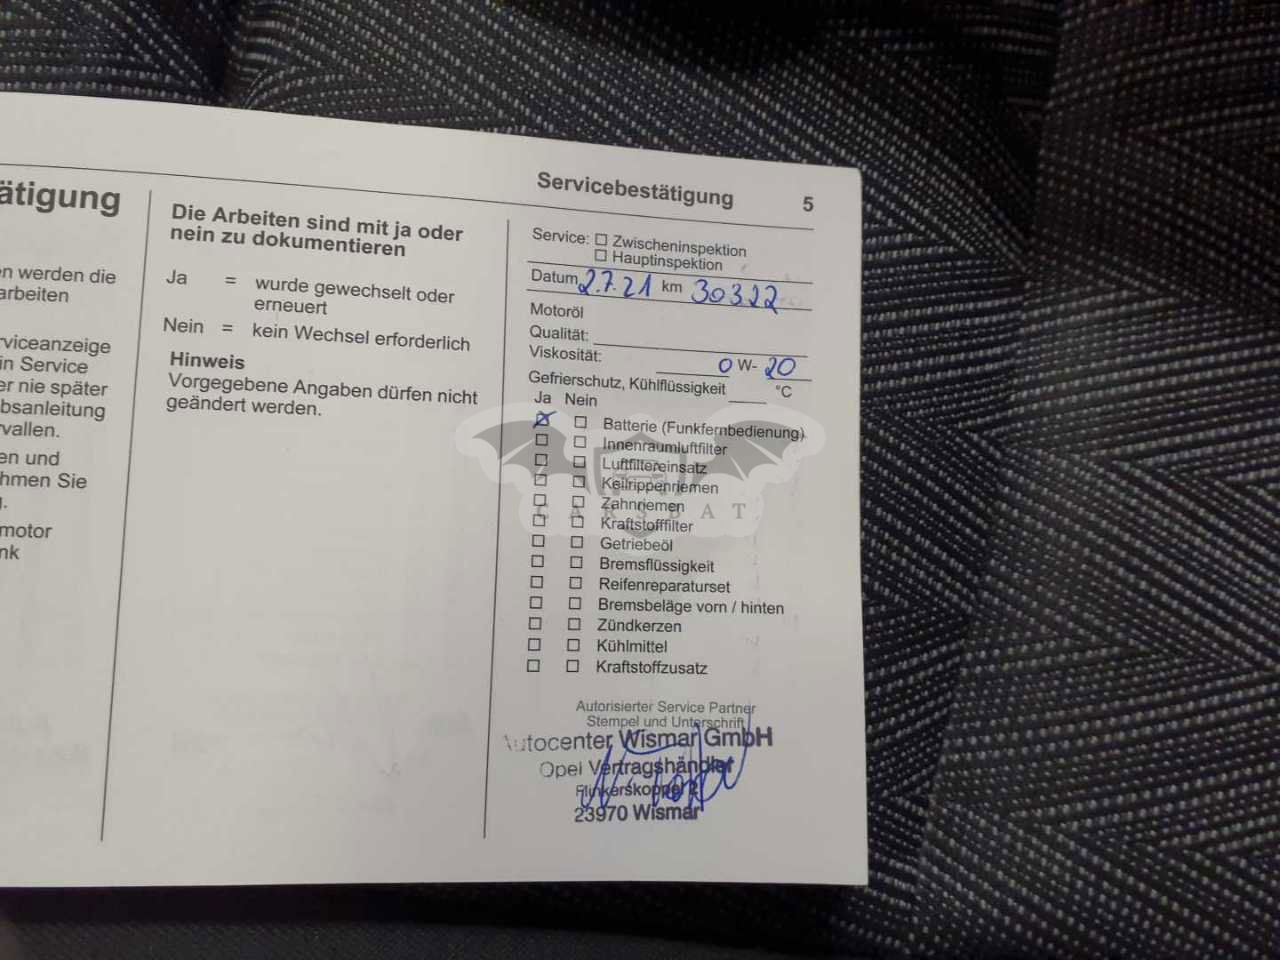 Servicebestätigung 5
ätigung
en werden die
arbeiten
rviceanzeige
in Service
er nie später
bsanleitung
rvallen.
en und
hmen Sie
motor
nk
Die Arbeiten sind mit ja oder
nein zu dokumentieren
Ja = wurde gewechselt oder
erneuert
Nein = kein Wechsel erforderlich
Hinweis
Vorgegebene Angaben dürfen nicht
geändert werden.
Service: Zwischeninspektion
Hauptinspektion
Datum 2.7.21 km 30322
Motoröl
Qualität:
Viskosität: 0 W- 20
Gefrierschutz, Kühlflüssigkeit °C
Ja Nein
Batterie (Funkfernbedienung)
Innenraumluftfilter
Luftfiltereinsatz
Keilrippenriemen
Zahnriemen
CARSBAT
Kraftstofffilter
Getriebeöl
Bremsflüssigkeit
Reifenreparaturset
Bremsbeläge vorn / hinten
Zündkerzen
Kühlmittel
Kraftstoffzusatz
Autorisierter Service Partner
Stempel und Unterschrift
Autocenter Wismar GmbH
Opel Vertragshändler
23970 Wismar